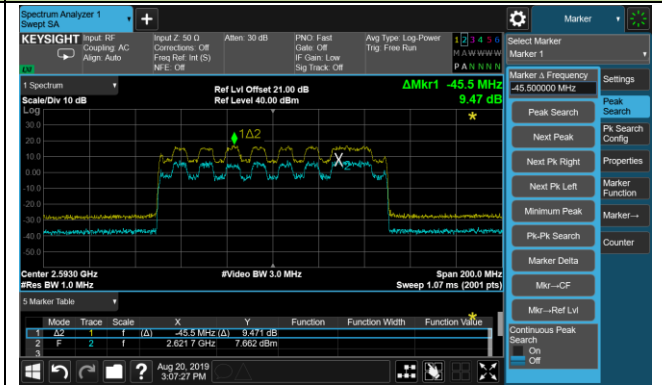 Spectrum Analyzer 1
Swept SA
+
Marker
KEYSIGHT Input: RF
Coupling: AC
Align: Auto
Input Z: 50 Ω
Corrections: Off
Freq Ref: Int (S)
NFE: Off
Atten: 30 dB
PNO: Fast
Gate: Off
IF Gain: Low
Sig Track: Off
Avg Type: Log-Power
Trig: Free Run
1 2 3 4 5 6
M A W W W W
P A N N N N
Select Marker
Marker 1
1 Spectrum
Scale/Div 10 dB
Log
Ref Lvl Offset 21.00 dB
Ref Level 40.00 dBm
ΔMkr1 -45.5 MHz
9.47 dB
30.0
20.0
10.0
0.00
-10.0
-20.0
-30.0
-40.0
-50.0
1Δ2
X2
Center 2.5930 GHz
#Res BW 1.0 MHz
#Video BW 3.0 MHz
Span 200.0 MHz
Sweep 1.07 ms (2001 pts)
5 Marker Table
Mode Trace Scale X Y Function Function Width Function Value
1 Δ2 1 f (Δ) -45.5 MHz (Δ) 9.471 dB
2 F 2 f 2.621 7 GHz 7.662 dBm
3
Aug 20, 2019
3:07:27 PM
Marker Δ Frequency
-45.500000 MHz
Peak Search
Next Peak
Next Pk Right
Next Pk Left
Minimum Peak
Pk-Pk Search
Marker Delta
Mkr→CF
Mkr→Ref Lvl
Continuous Peak
Search
On
Off
Settings
Peak
Search
Pk Search
Config
Properties
Marker
Function
Marker→
Counter